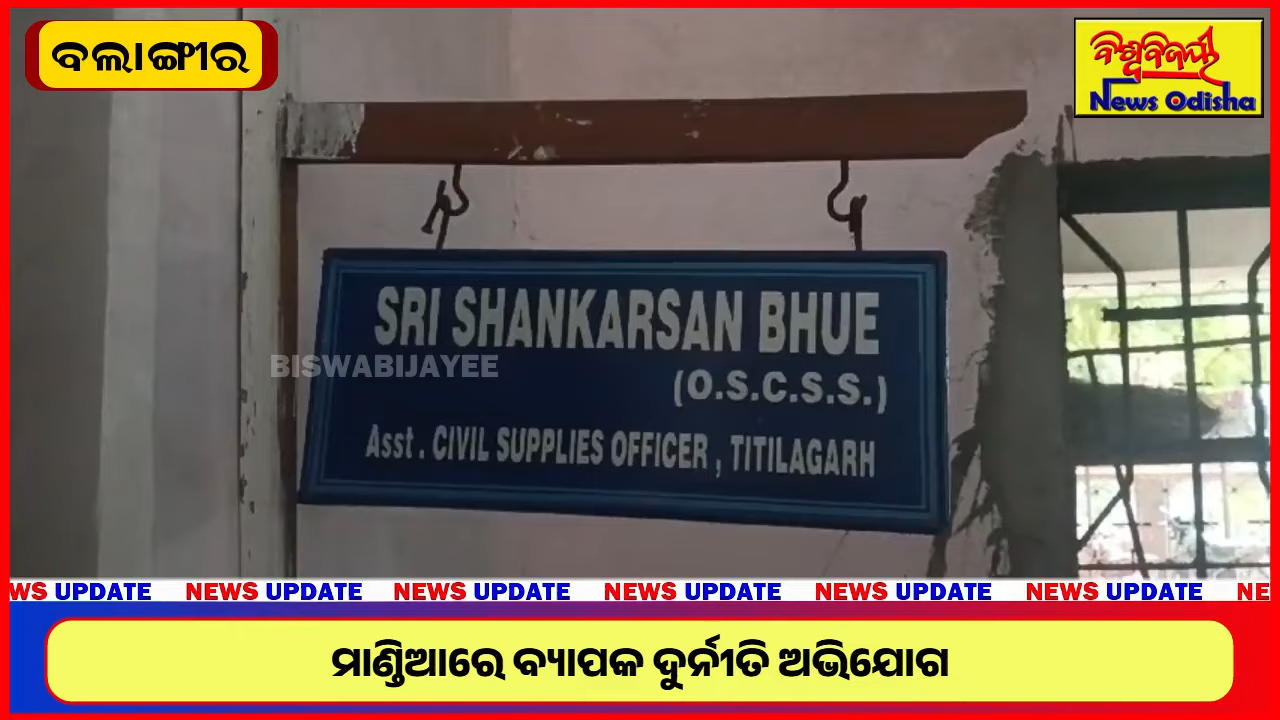 ବଲାଙ୍ଗୀର
ବିଶ୍ୱବିଜୟୀ
News Odisha
SRI SHANKARSAN BHUE
BISWABIJAYEE
(O.S.C.S.S.)
Asst. CIVIL SUPPLIES OFFICER, TITILAGARH
WS UPDATE NEWS UPDATE NEWS UPDATE NEWS UPDATE NEWS UPDATE NEWS UPDATE NE
ମାଣ୍ଡିଆରେ ବ୍ୟାପକ ଦୁର୍ନୀତି ଅଭିଯୋଗ